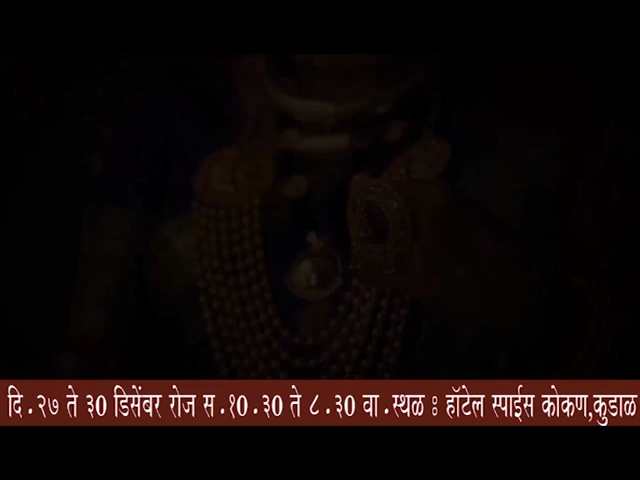 दि.२७ ते ३० डिसेंबर रोज स.१०.३० ते ८.३० वा.स्थळ : हॉटेल स्पाईस कोकण,कुडाळ